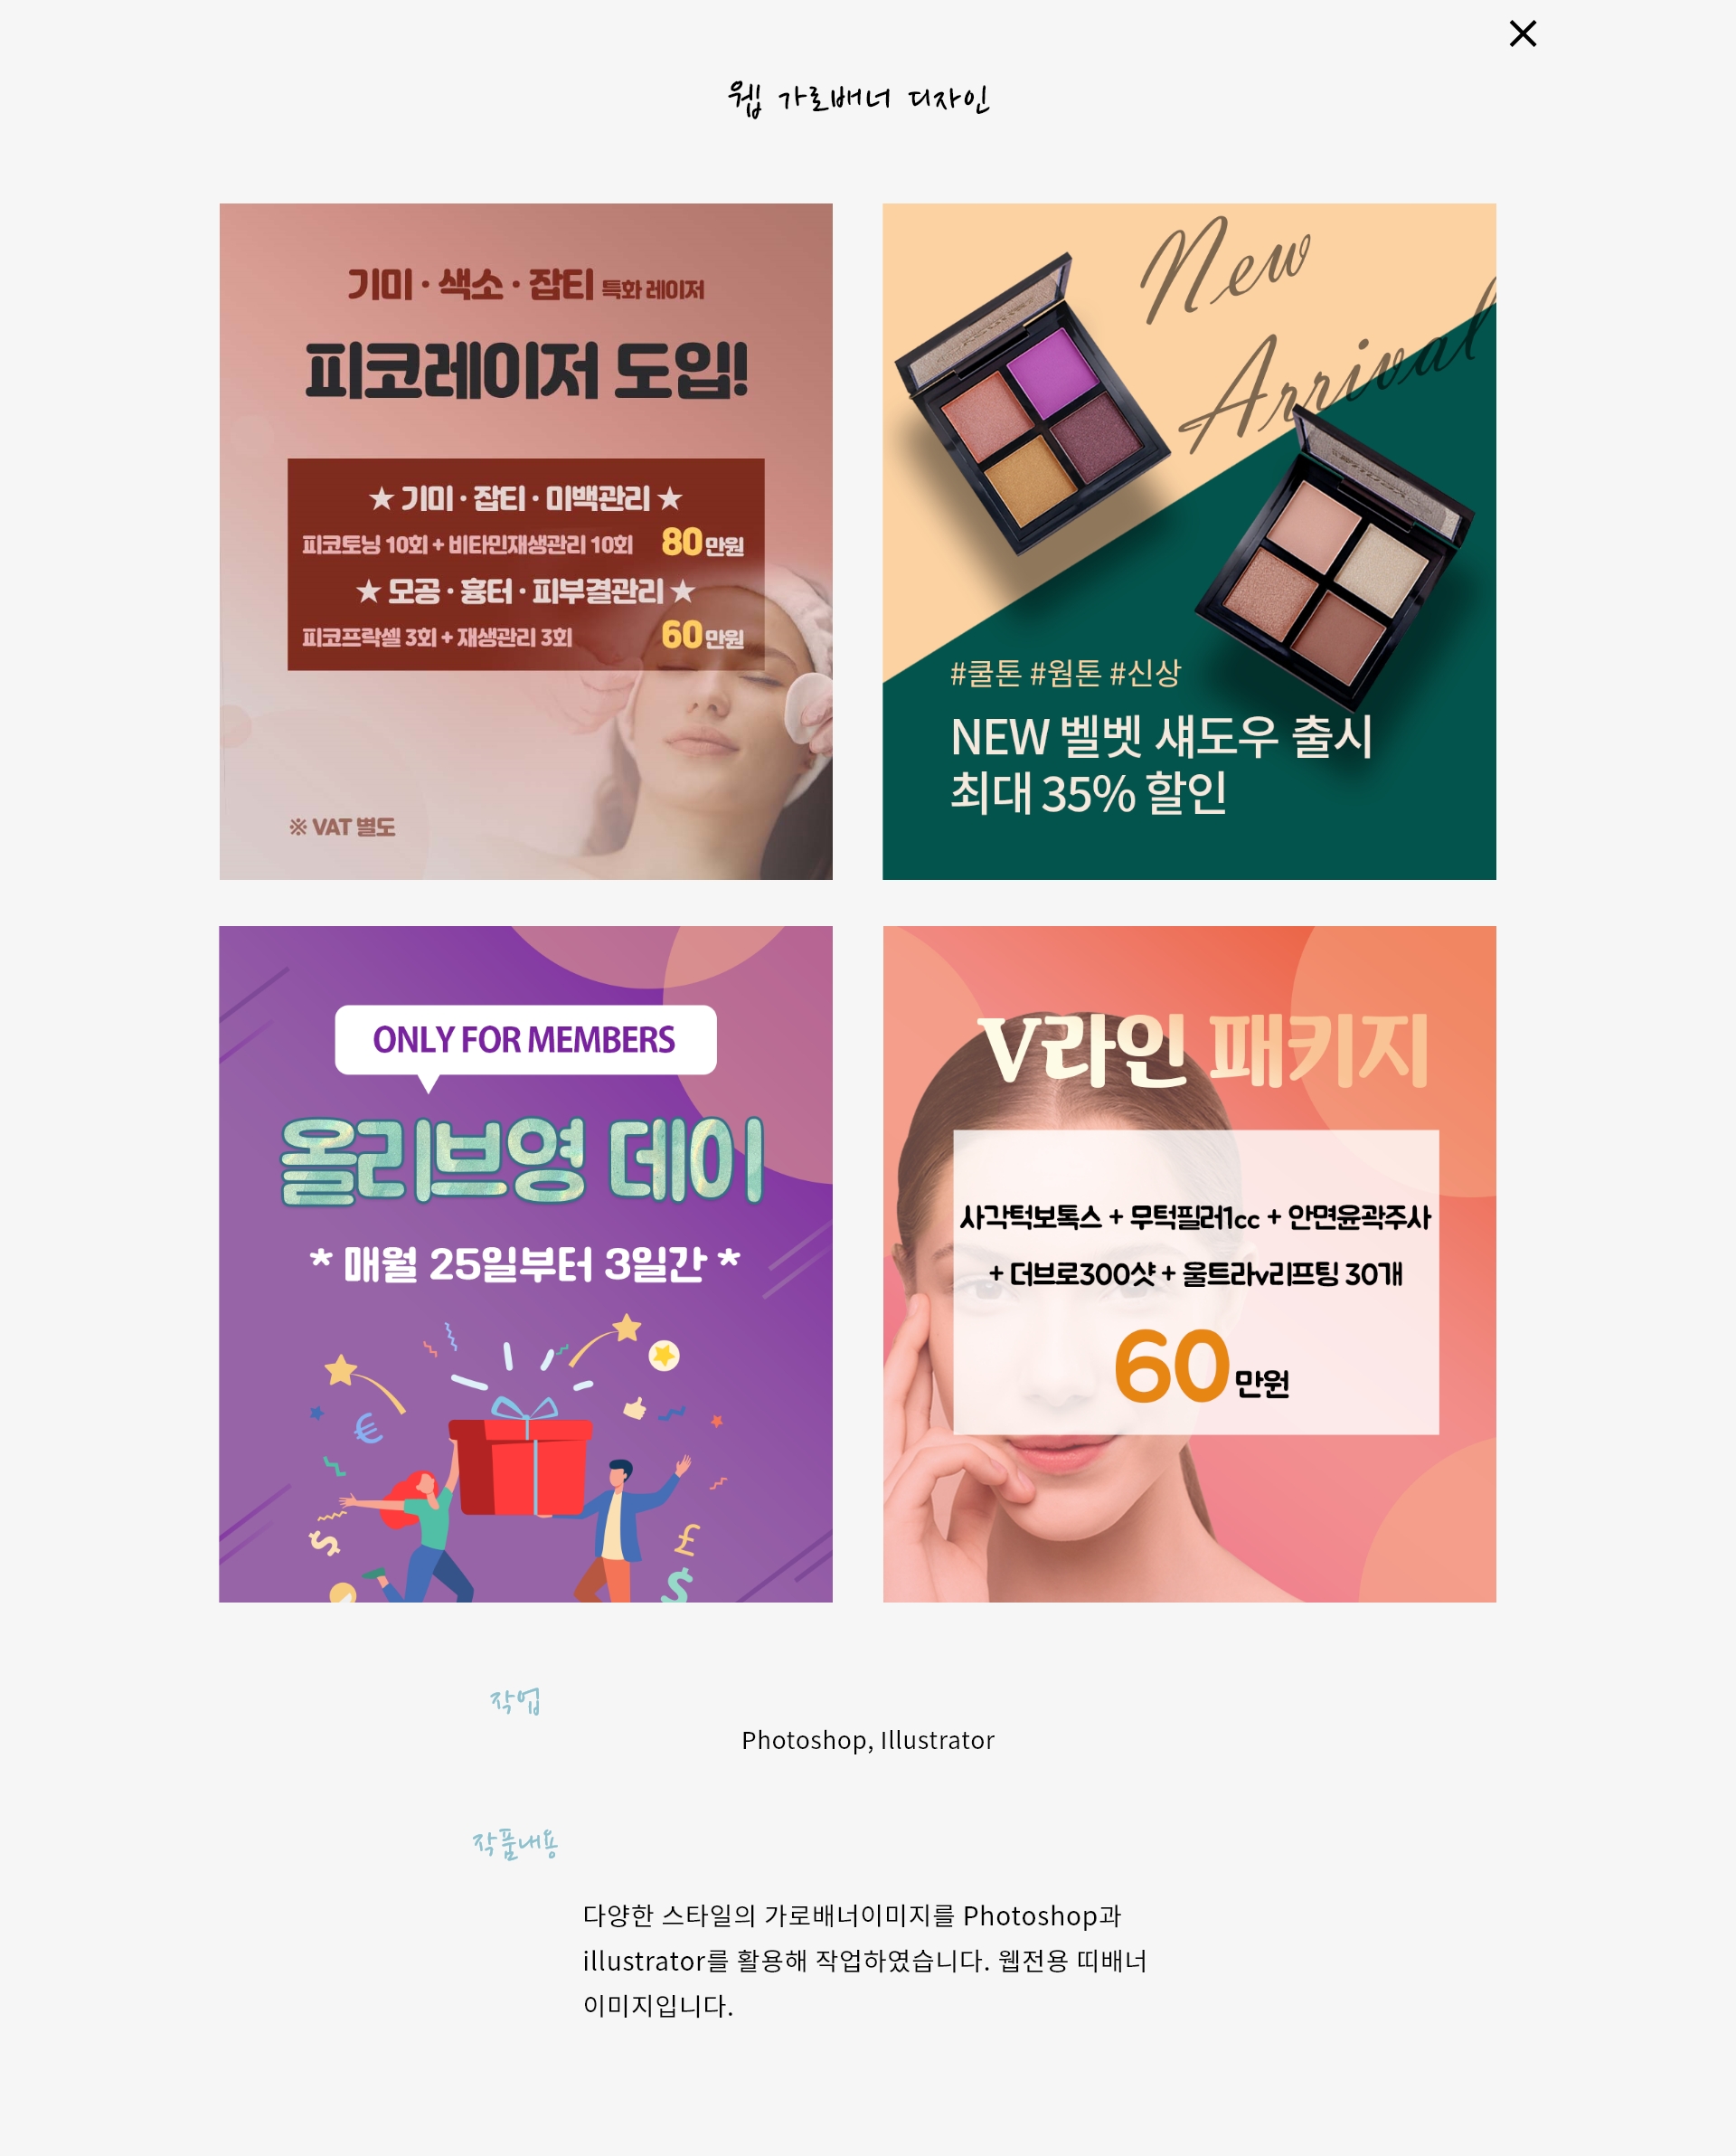 웹 가로배너 디자인
기미 · 색소 · 잡티 특화 레이저
피코레이저 도입!
★ 기미 · 잡티 · 미백관리 ★
피코토닝 10회 + 비타민재생관리 10회 80만원
★ 모공 · 흉터 · 피부결관리 ★
피코프락셀 3회 + 재생관리 3회 60만원
※ VAT 별도
New
Arrival
#쿨톤 #웜톤 #신상
NEW 벨벳 섀도우 출시
최대 35% 할인
ONLY FOR MEMBERS
올리브영 데이
* 매월 25일부터 3일간 *
V라인 패키지
사각턱보톡스 + 무턱필러1cc + 안면윤곽주사
+ 더브로300샷 + 울트라v리프팅 30개
60만원
작업
Photoshop, Illustrator
작품내용
다양한 스타일의 가로배너이미지를 Photoshop과
illustrator를 활용해 작업하였습니다. 웹전용 띠배너
이미지입니다.